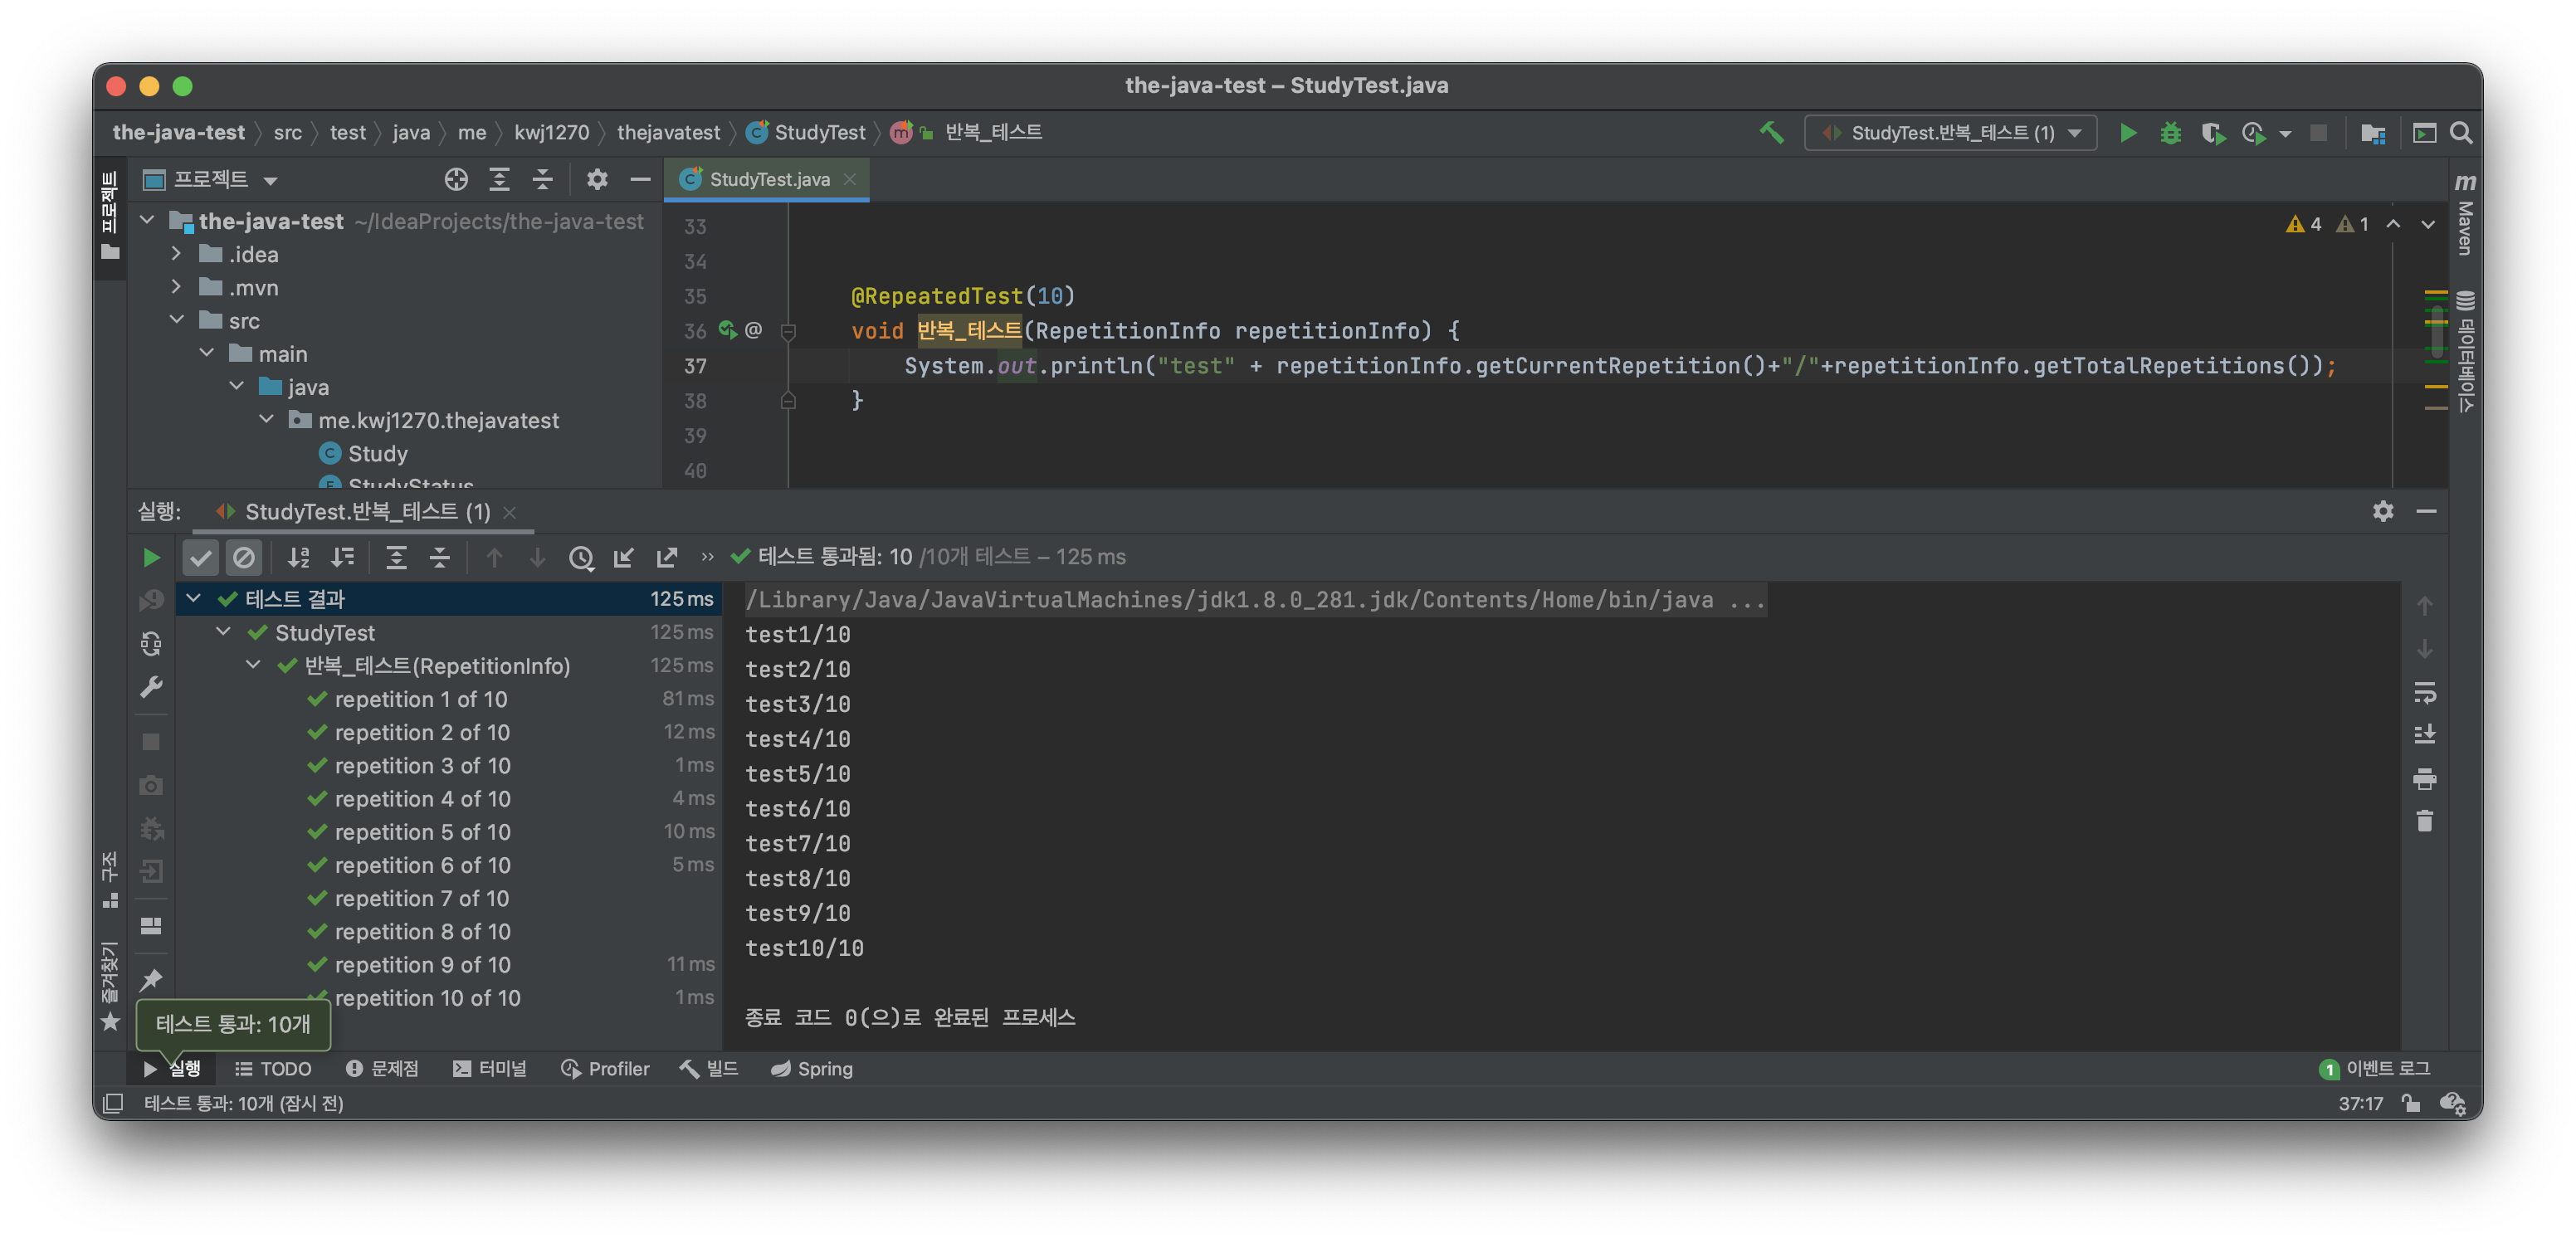 the-java-test – StudyTest.java
the-java-test src test java me kwj1270 thejavatest StudyTest 반복_테스트
StudyTest.반복_테스트 (1)
프로젝트
프로젝트
StudyTest.java
the-java-test ~/IdeaProjects/the-java-test
.idea
.mvn
src
main
java
me.kwj1270.thejavatest
Study
StudyStatus
33
34
35 @RepeatedTest(10)
36 void 반복_테스트(RepetitionInfo repetitionInfo) {
37 System.out.println("test" + repetitionInfo.getCurrentRepetition()+"/"+repetitionInfo.getTotalRepetitions());
38 }
39
40
4 1
Maven
데이터베이스
실행: StudyTest.반복_테스트 (1)
테스트 통과됨: 10 /10개 테스트 – 125 ms
테스트 결과 125 ms
StudyTest 125 ms
반복_테스트(RepetitionInfo) 125 ms
repetition 1 of 10 81 ms
repetition 2 of 10 12 ms
repetition 3 of 10 1 ms
repetition 4 of 10 4 ms
repetition 5 of 10 10 ms
repetition 6 of 10 5 ms
repetition 7 of 10
repetition 8 of 10
repetition 9 of 10 11 ms
repetition 10 of 10 1 ms
/Library/Java/JavaVirtualMachines/jdk1.8.0_281.jdk/Contents/Home/bin/java ...
test1/10
test2/10
test3/10
test4/10
test5/10
test6/10
test7/10
test8/10
test9/10
test10/10
종료 코드 0(으)로 완료된 프로세스
구조
즐겨찾기
테스트 통과: 10개
실행 TODO 문제점 터미널 Profiler 빌드 Spring
1 이벤트 로그
테스트 통과: 10개 (잠시 전)
37:17